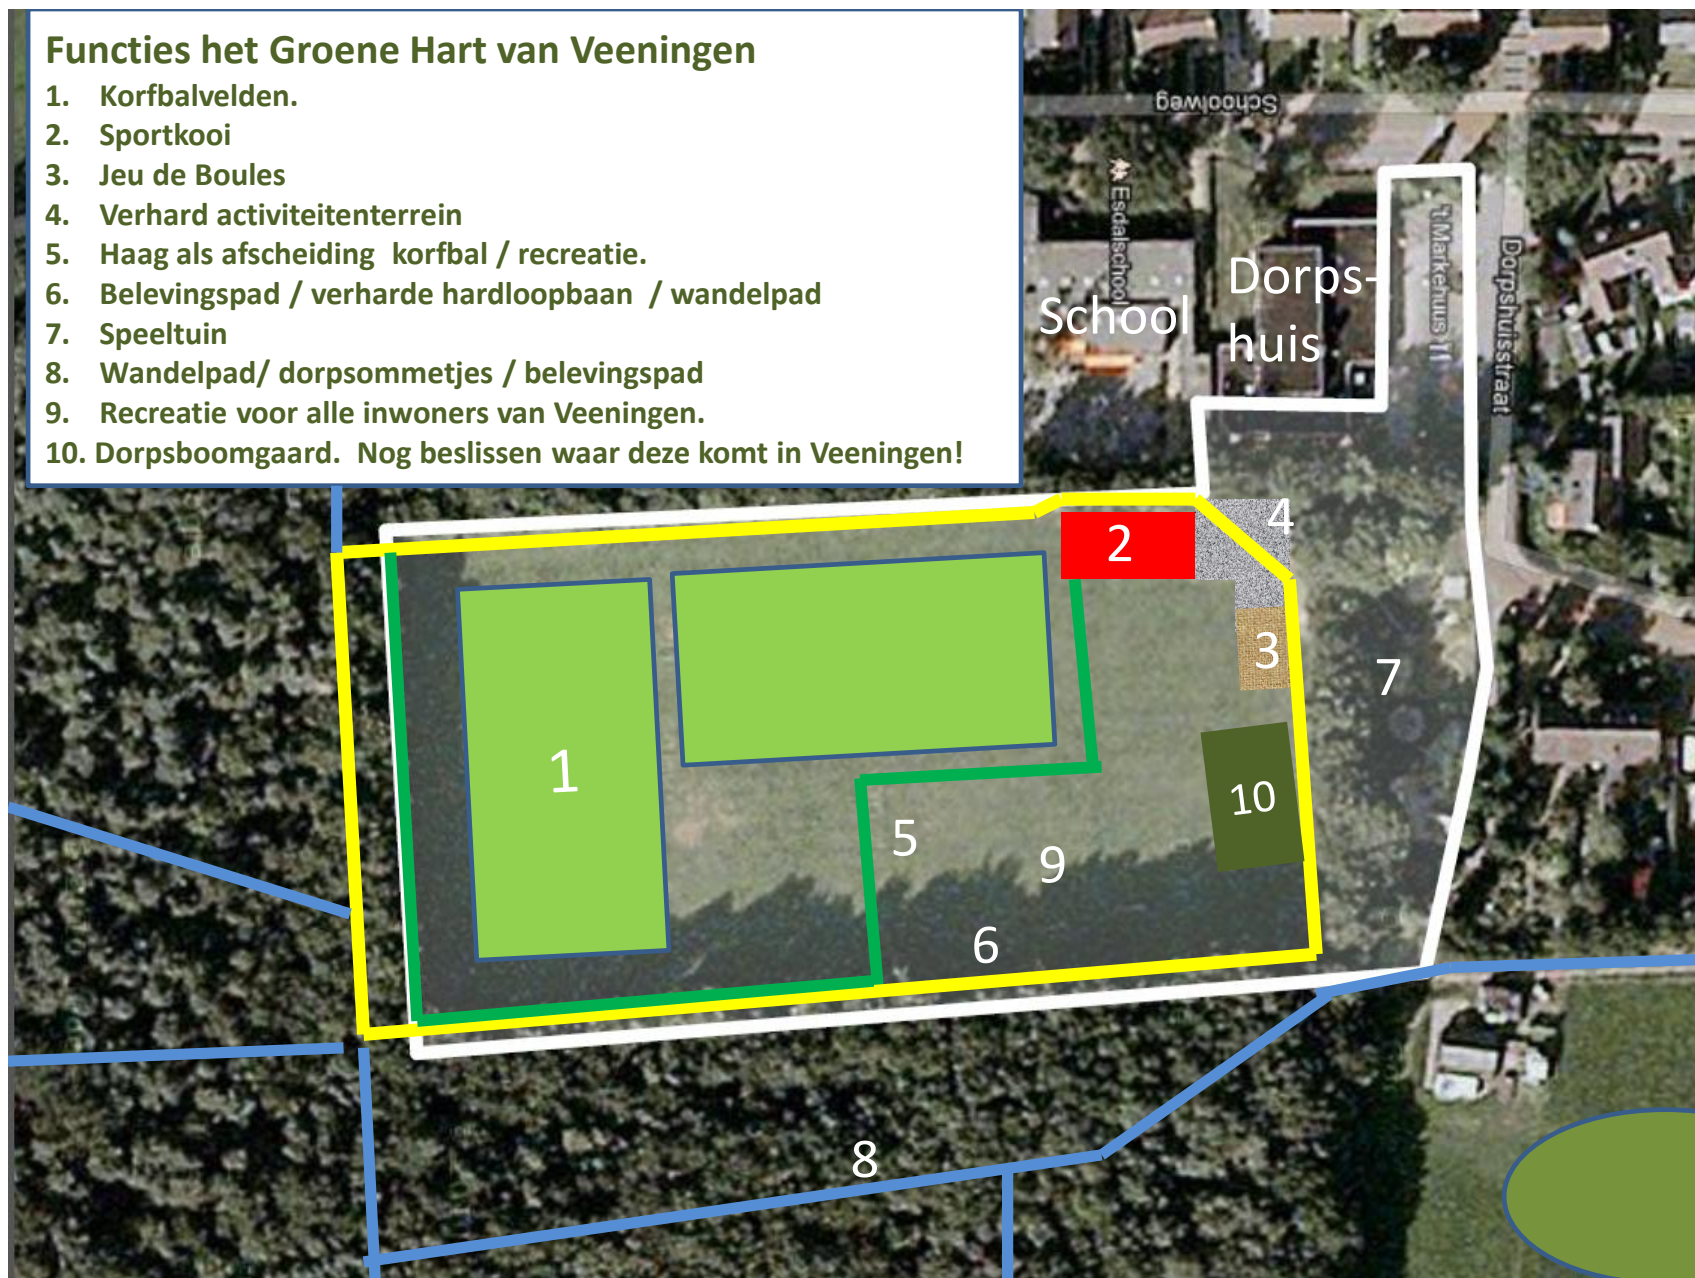 Functies het Groene Hart van Veeningen
1. Korfbalvelden.
2. Sportkooi
3. Jeu de Boules
4. Verhard activiteitenterrein
5. Haag als afscheiding korfbal / recreatie.
6. Belevingspad / verharde hardloopbaan / wandelpad
7. Speeltuin
8. Wandelpad/ dorpsommetjes / belevingspad
9. Recreatie voor alle inwoners van Veeningen.
10. Dorpsboomgaard. Nog beslissen waar deze komt in Veeningen!
Schoolweg
Esdalschool
't Markehuus
Dorpshuisstraat
School
Dorps-
huis
2
4
3
7
1
10
5
9
6
8